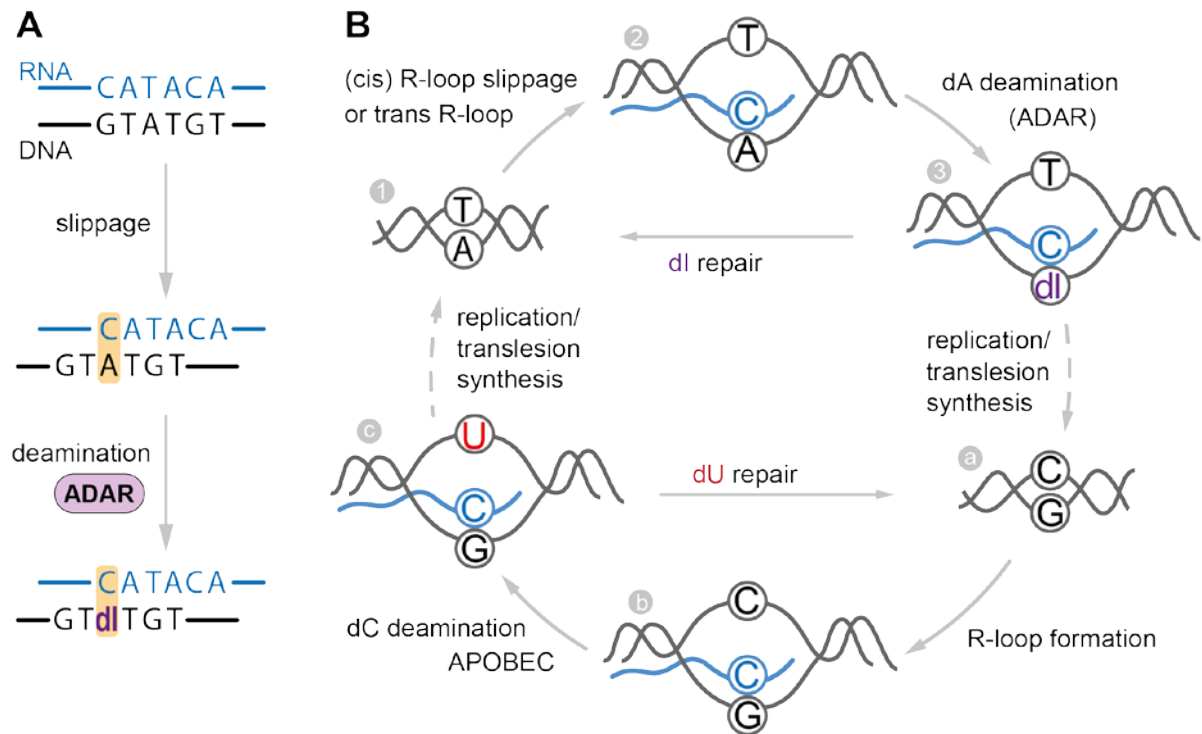 A
RNA
CATACA
GTATGT
DNA
slippage
CATACA
GTATGT
deamination
ADAR
CATACA
GTdITGT
B
(cis) R-loop slippage
or trans R-loop
1
T
A
2
T
C
A
dA deamination
(ADAR)
3
T
C
dI
dI repair
replication/
translesion
synthesis
a
C
G
R-loop formation
b
C
C
G
dC deamination
APOBEC
c
U
C
G
dU repair
replication/
translesion
synthesis